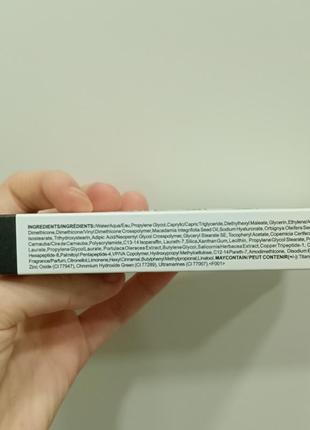 INGREDIENTS/INGRÉDIENTS: Water/Aqua/Eau, Propylene Glycol, Caprylic/Capric Triglyceride, Diethylhexyl Maleate, Glycerin, Ethylene/A
Dimethicone, Dimethicone/Vinyl Dimethicone Crosspolymer, Macadamia Integrifolia Seed Oil, Sodium Hyaluronate, Orbignya Oleifera See
isostearate, Trihydroxystearin, Adipic Acid/Neopentyl Glycol Crosspolymer, Glyceryl Stearate SE, Tocopheryl Acetate, Copernicia Cerifera
Carnauba/Cire de Carnauba, Polyacrylamide, C13-14 Isoparaffin, Laureth-7, Silica, Xanthan Gum, Lecithin, Propylene Glycol Stearate, P
Laurate, Propylene Glycol Laurate, Portulaca Oleracea Extract, Butylene Glycol, Salicornia Herbacea Extract, Copper Tripeptide-1, C
Hexapeptide-8, Palmitoyl Pentapeptide-4, VP/VA Copolymer, Hydroxypropyl Methylcellulose, C12-14 Pareth-7, Amodimethicone, Disodium E
Fragrance/Parfum, Citronellol, Limonene, Hexyl Cinnamal, Butylphenyl Methylpropional, Linalool. MAY CONTAIN/PEUT CONTENIR(+/-): Titan
Zinc Oxide (CI 77947), Chromium Hydroxide Green (CI 77289), Ultramarines (CI 77007). <F001>